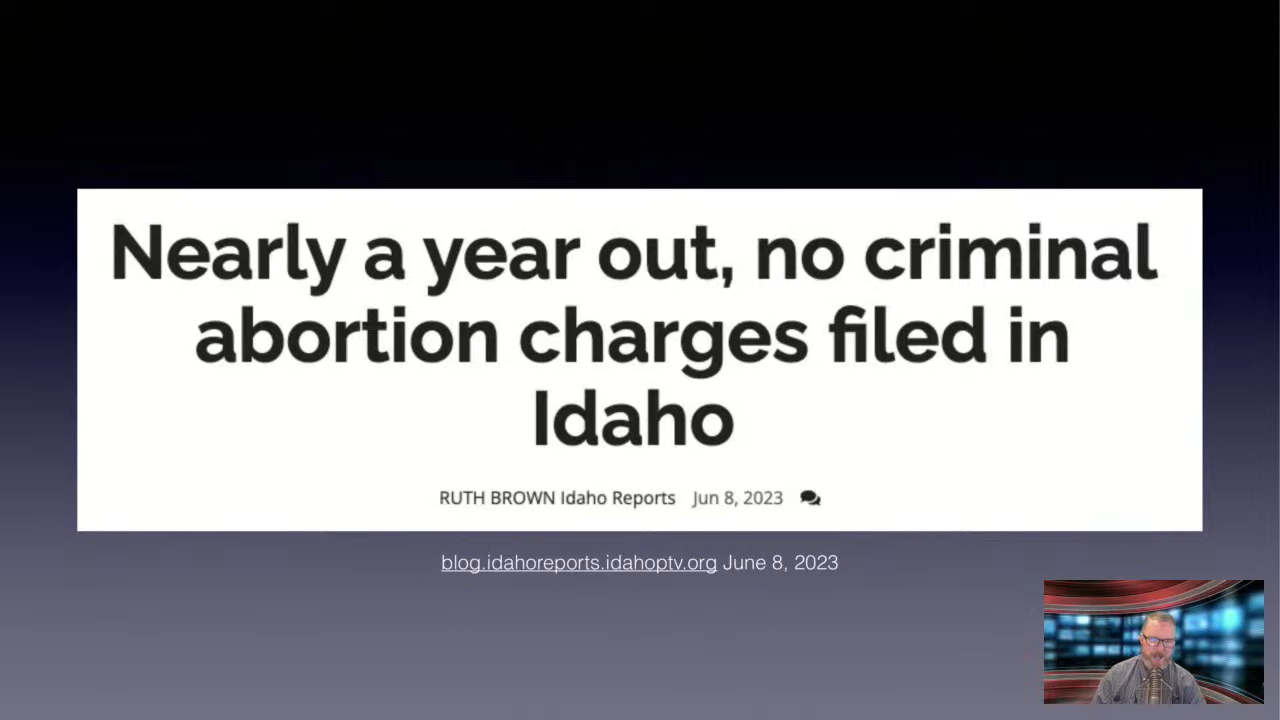 Nearly a year out, no criminal
abortion charges filed in
Idaho
RUTH BROWN Idaho Reports Jun 8, 2023
blog.idahoreports.idahoptv.org June 8, 2023